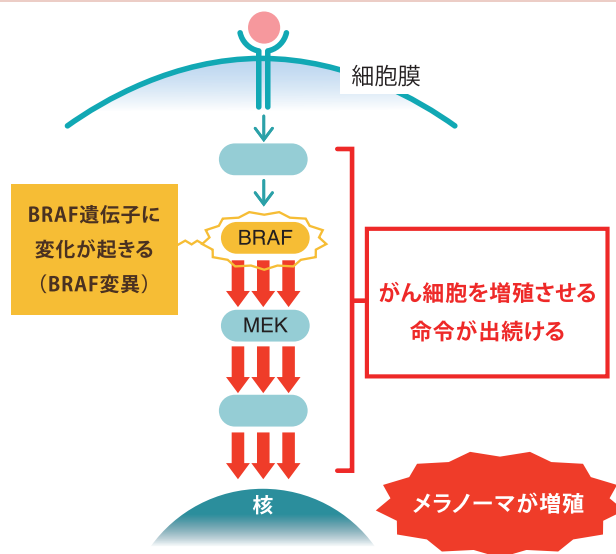 細胞膜
BRAF遺伝子に
変化が起きる
（BRAF変異）
BRAF
MEK
がん細胞を増殖させる
命令が出続ける
核
メラノーマが増殖